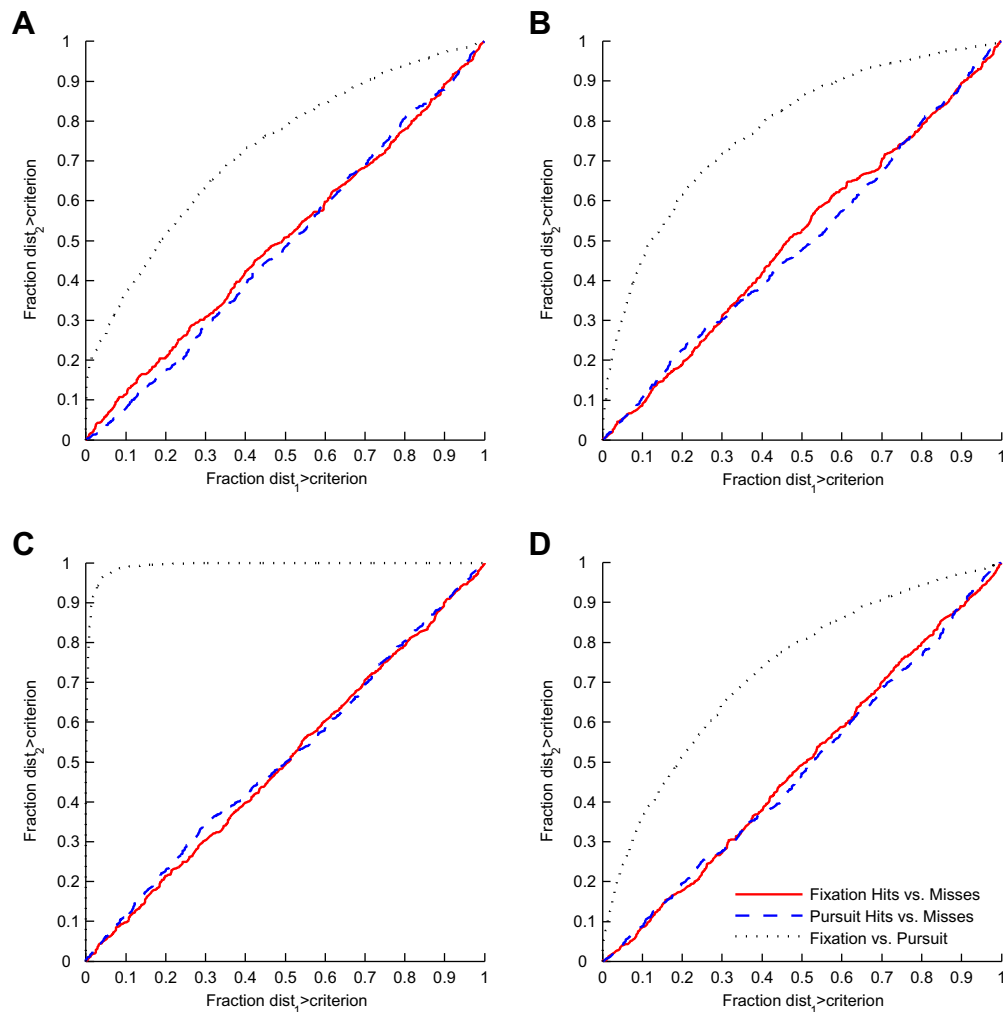 A
1
0.9
0.8
0.7
0.6
0.5
0.4
0.3
0.2
0.1
0
Fraction dist2>criterion
0 0.1 0.2 0.3 0.4 0.5 0.6 0.7 0.8 0.9 1
Fraction dist1>criterion
B
1
0.9
0.8
0.7
0.6
0.5
0.4
0.3
0.2
0.1
0
Fraction dist2>criterion
0 0.1 0.2 0.3 0.4 0.5 0.6 0.7 0.8 0.9 1
Fraction dist1>criterion
C
1
0.9
0.8
0.7
0.6
0.5
0.4
0.3
0.2
0.1
0
Fraction dist2>criterion
0 0.1 0.2 0.3 0.4 0.5 0.6 0.7 0.8 0.9 1
Fraction dist1>criterion
D
1
0.9
0.8
0.7
0.6
0.5
0.4
0.3
0.2
0.1
0
Fraction dist2>criterion
Fixation Hits vs. Misses
Pursuit Hits vs. Misses
Fixation vs. Pursuit
0 0.1 0.2 0.3 0.4 0.5 0.6 0.7 0.8 0.9 1
Fraction dist1>criterion